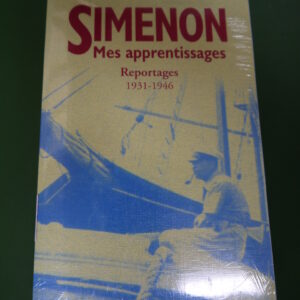 SIMENON
Mes apprentissages
Reportages
1931-1946